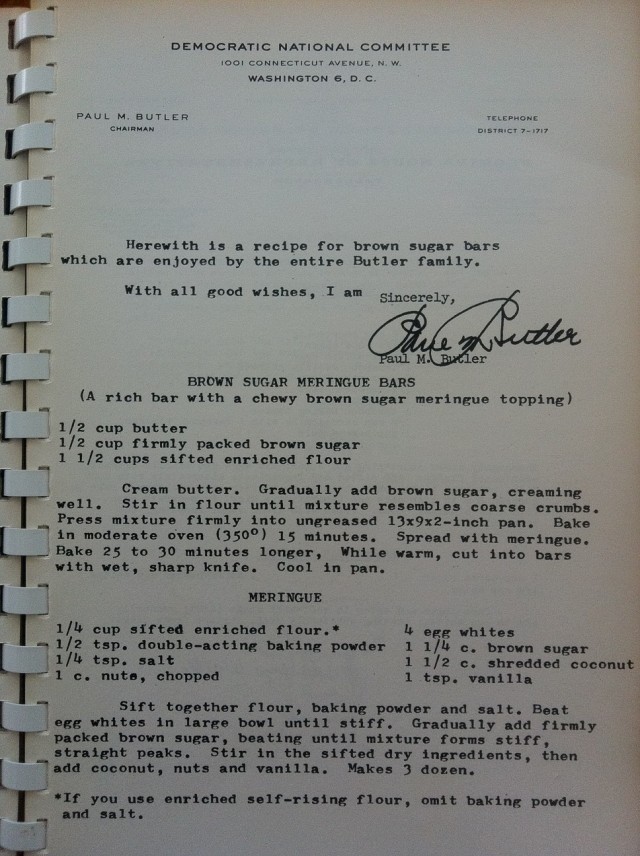 DEMOCRATIC NATIONAL COMMITTEE
1001 CONNECTICUT AVENUE, N. W.
WASHINGTON 6, D. C.
PAUL M. BUTLER
CHAIRMAN
TELEPHONE
DISTRICT 7-1717
Herewith is a recipe for brown sugar bars
which are enjoyed by the entire Butler family.
With all good wishes, I am
Sincerely,
Paul M. Butler
Paul M. Butler
BROWN SUGAR MERINGUE BARS
(A rich bar with a chewy brown sugar meringue topping)
1/2 cup butter
1/2 cup firmly packed brown sugar
1 1/2 cups sifted enriched flour
Cream butter. Gradually add brown sugar, creaming
well. Stir in flour until mixture resembles coarse crumbs.
Press mixture firmly into ungreased 13x9x2-inch pan. Bake
in moderate oven (350°) 15 minutes. Spread with meringue.
Bake 25 to 30 minutes longer, While warm, cut into bars
with wet, sharp knife. Cool in pan.
MERINGUE
1/4 cup sifted enriched flour.*
1/2 tsp. double-acting baking powder
1/4 tsp. salt
1 c. nuts, chopped
4 egg whites
1 1/4 c. brown sugar
1 1/2 c. shredded coconut
1 tsp. vanilla
Sift together flour, baking powder and salt. Beat
egg whites in large bowl until stiff. Gradually add firmly
packed brown sugar, beating until mixture forms stiff,
straight peaks. Stir in the sifted dry ingredients, then
add coconut, nuts and vanilla. Makes 3 dozen.
*If you use enriched self-rising flour, omit baking powder
and salt.